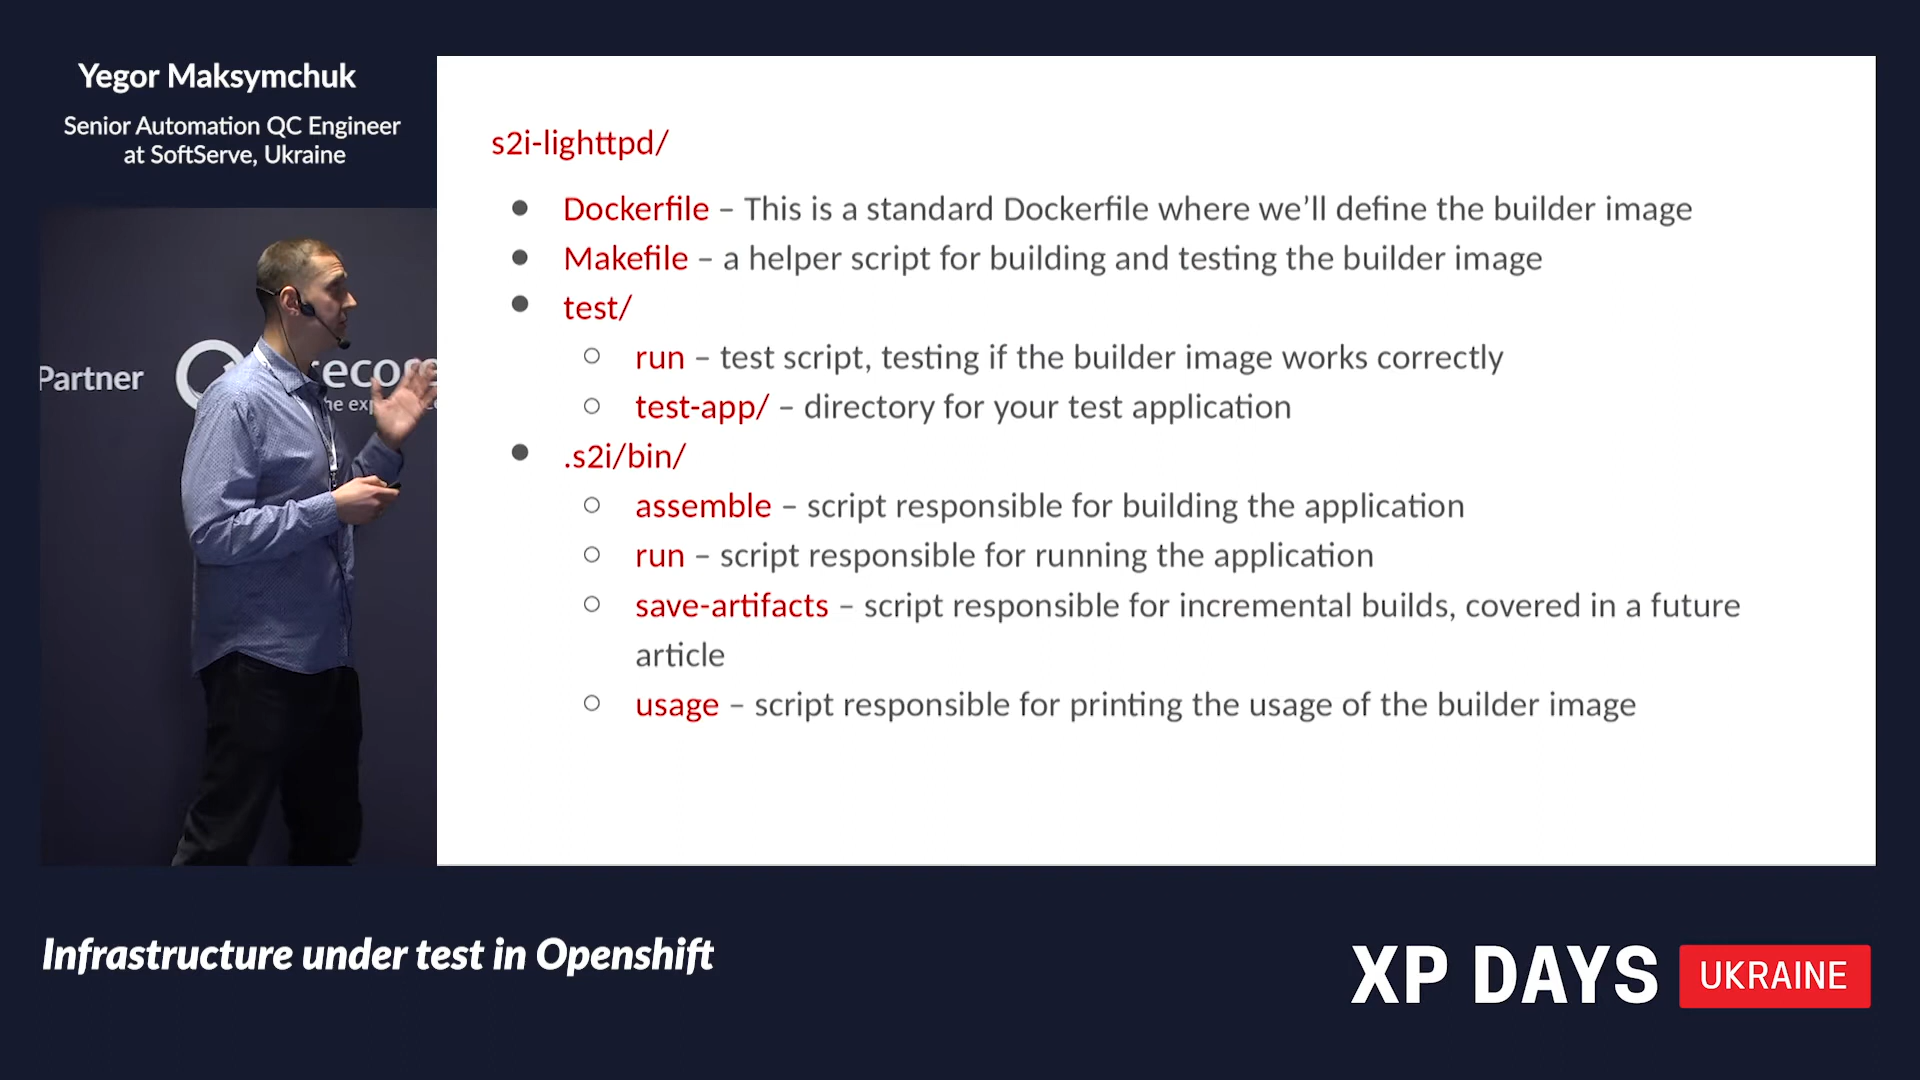 Yegor Maksymchuk
Senior Automation QC Engineer
at SoftServe, Ukraine
Partner
s2i-lighttpd/
● Dockerfile – This is a standard Dockerfile where we’ll define the builder image
● Makefile – a helper script for building and testing the builder image
● test/
○ run – test script, testing if the builder image works correctly
○ test-app/ – directory for your test application
● .s2i/bin/
○ assemble – script responsible for building the application
○ run – script responsible for running the application
○ save-artifacts – script responsible for incremental builds, covered in a future
article
○ usage – script responsible for printing the usage of the builder image
Infrastructure under test in Openshift
XP DAYS UKRAINE